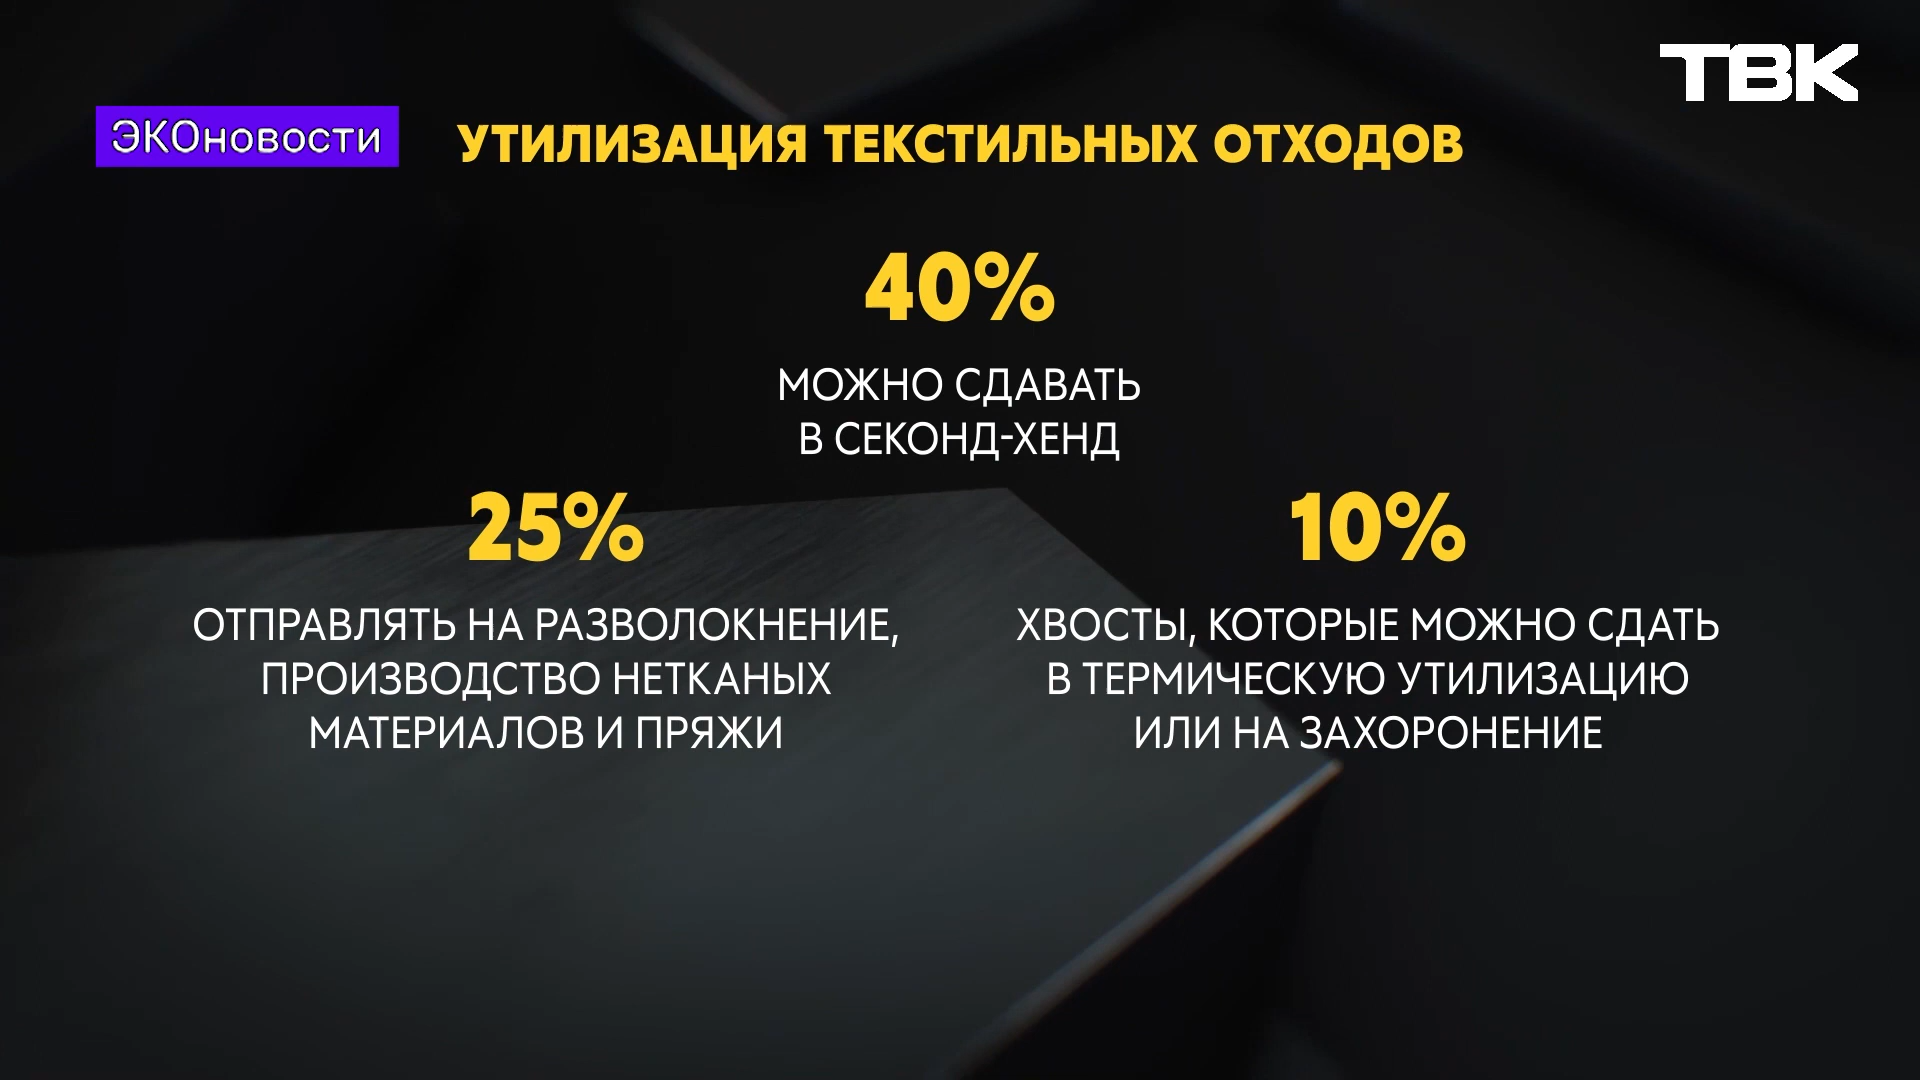 ТВК
ЭКОновости
УТИЛИЗАЦИЯ ТЕКСТИЛЬНЫХ ОТХОДОВ
40%
МОЖНО СДАВАТЬ
В СЕКОНД-ХЕНД
25%
ОТПРАВЛЯТЬ НА РАЗВОЛОКНЕНИЕ,
ПРОИЗВОДСТВО НЕТКАНЫХ
МАТЕРИАЛОВ И ПРЯЖИ
10%
ХВОСТЫ, КОТОРЫЕ МОЖНО СДАТЬ
В ТЕРМИЧЕСКУЮ УТИЛИЗАЦИЮ
ИЛИ НА ЗАХОРОНЕНИЕ